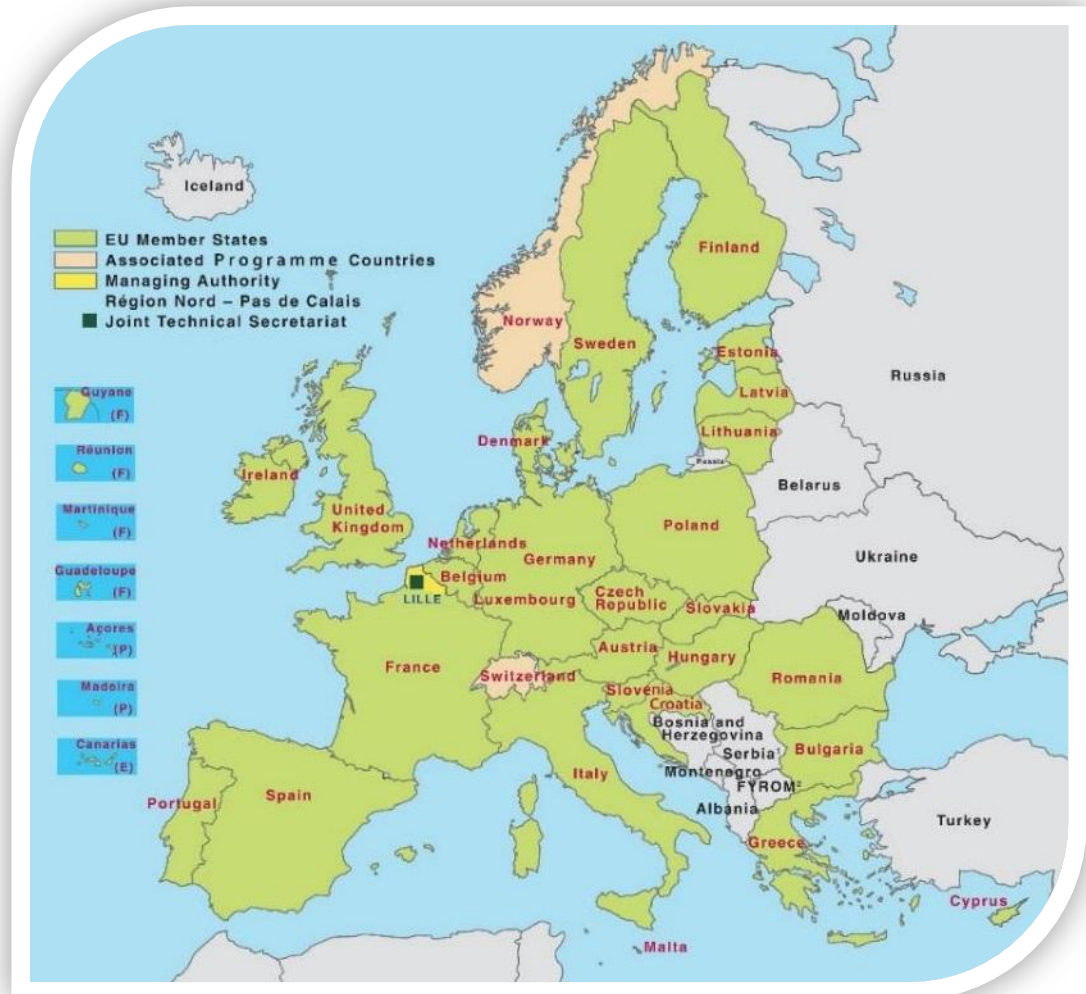 Iceland
EU Member States
Associated Programme Countries
Managing Authority
Région Nord – Pas de Calais
Joint Technical Secretariat
Guyane
(F)
Réunion
(F)
Martinique
(F)
Guadeloupe
(F)
Açores
(P)
Madeira
(P)
Canarias
(E)
Norway
Sweden
Finland
Estonia
Latvia
Lithuania
Russia
Russia
Denmark
Ireland
United
Kingdom
Netherlands
Belgium
LILLE
Luxembourg
Germany
Poland
Belarus
Ukraine
Czech
Republic
Slovakia
Moldova
France
Switzerland
Austria
Hungary
Romania
Slovenia
Croatia
Bosnia and
Herzegovina
Serbia¹
Montenegro
FYROM²
Albania
Bulgaria
Italy
Portugal
Spain
Greece
Turkey
Cyprus
Malta